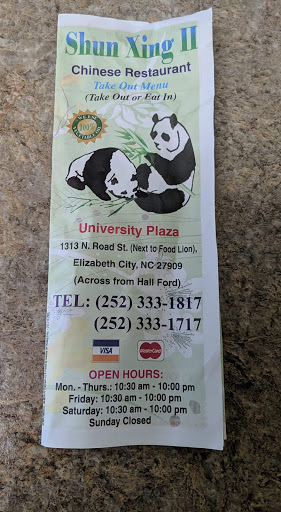 Shun Xing II
Chinese Restaurant
Take Out Menu
(Take Out or Eat In)
100%
University Plaza
1313 N. Road St. (Next to Food Lion),
Elizabeth City, NC 27909
(Across from Hall Ford)
TEL: (252) 333-1817
(252) 333-1717
VISA
MasterCard
OPEN HOURS:
Mon. - Thurs.: 10:30 am - 10:00 pm
Friday: 10:30 am - 10:00 pm
Saturday: 10:30 am - 10:00 pm
Sunday Closed